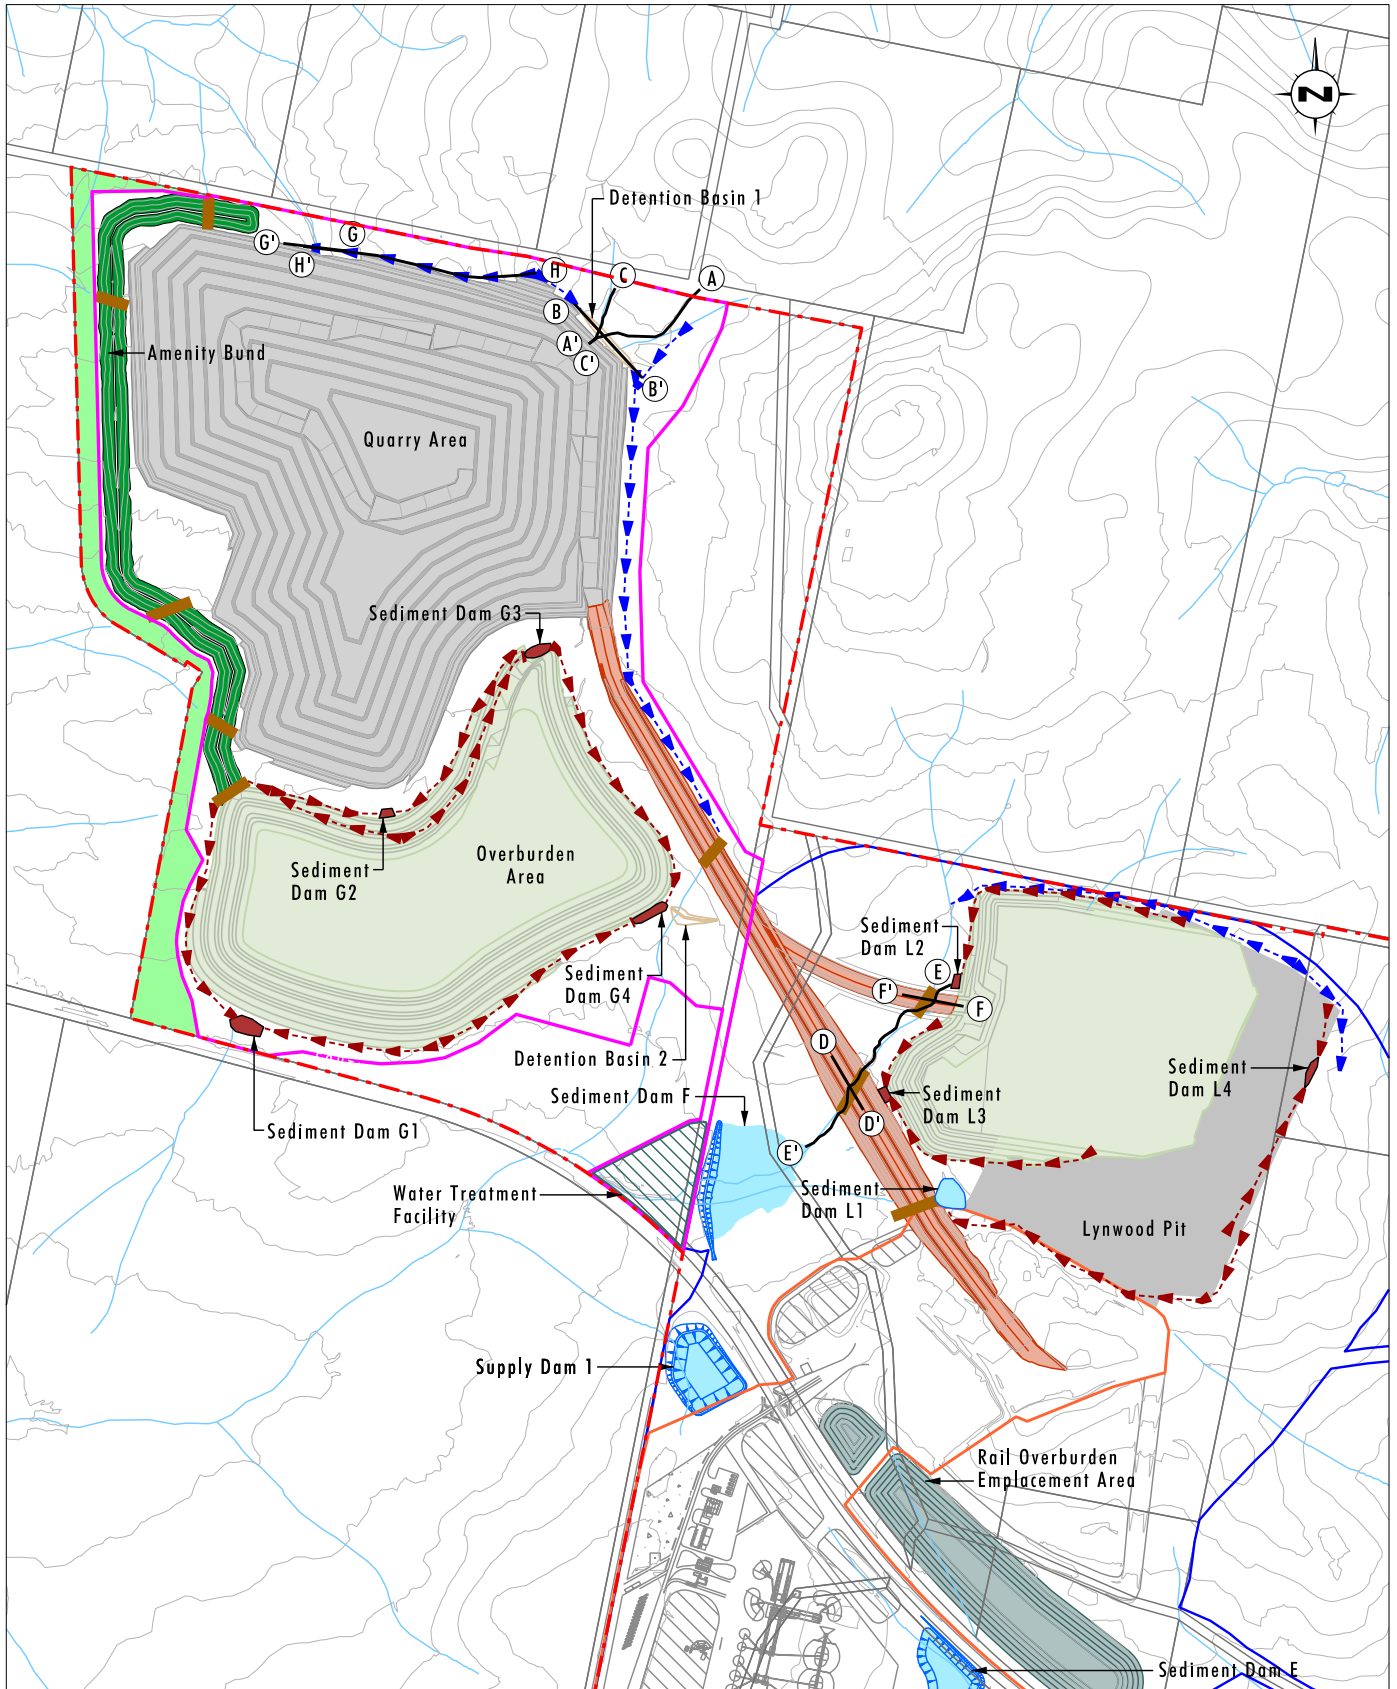 N
Detention Basin 1
G
G'
H'
H
C
A
B
A'
C'
B'
Amenity Bund
Quarry Area
Sediment Dam G3
Sediment
Dam G2
Overburden
Area
Sediment
Dam L2
Sediment
Dam G4
E
F'
F
D
Detention Basin 2
Sediment
Dam L4
Sediment Dam F
Sediment
Dam L3
Sediment Dam G1
D'
E'
Water Treatment
Facility
Sediment
Dam L1
Lynwood Pit
Supply Dam 1
Rail Overburden
Emplacement Area
Sediment Dam E